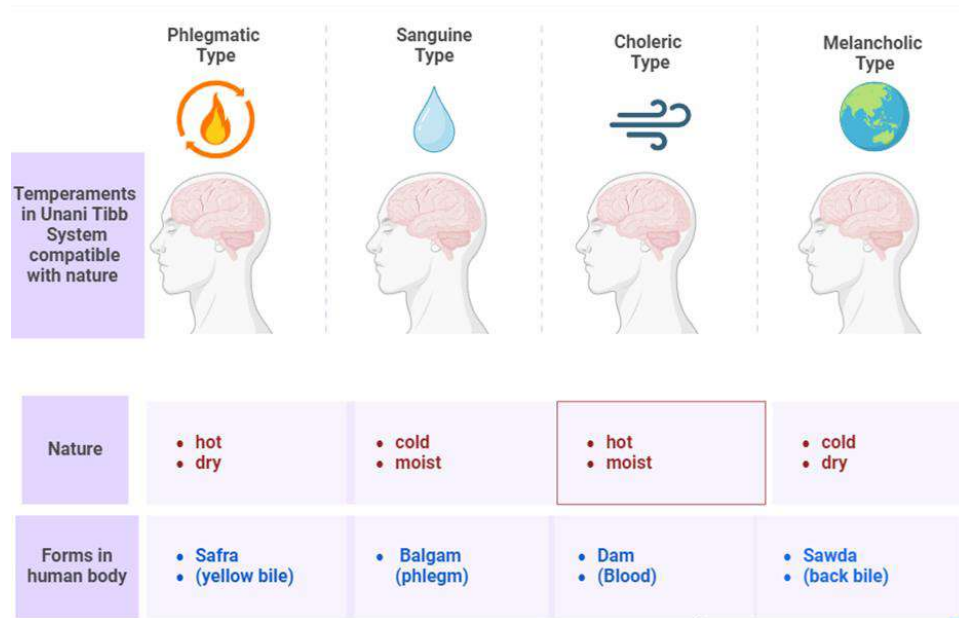 Phlegmatic
Type
Sanguine
Type
Choleric
Type
Melancholic
Type
Temperaments
in Unani Tibb
System
compatible
with nature
Nature
• hot
• dry
• cold
• moist
• hot
• moist
• cold
• dry
Forms in
human body
• Safra
• (yellow bile)
• Balgam
(phlegm)
• Dam
• (Blood)
• Sawda
• (back bile)